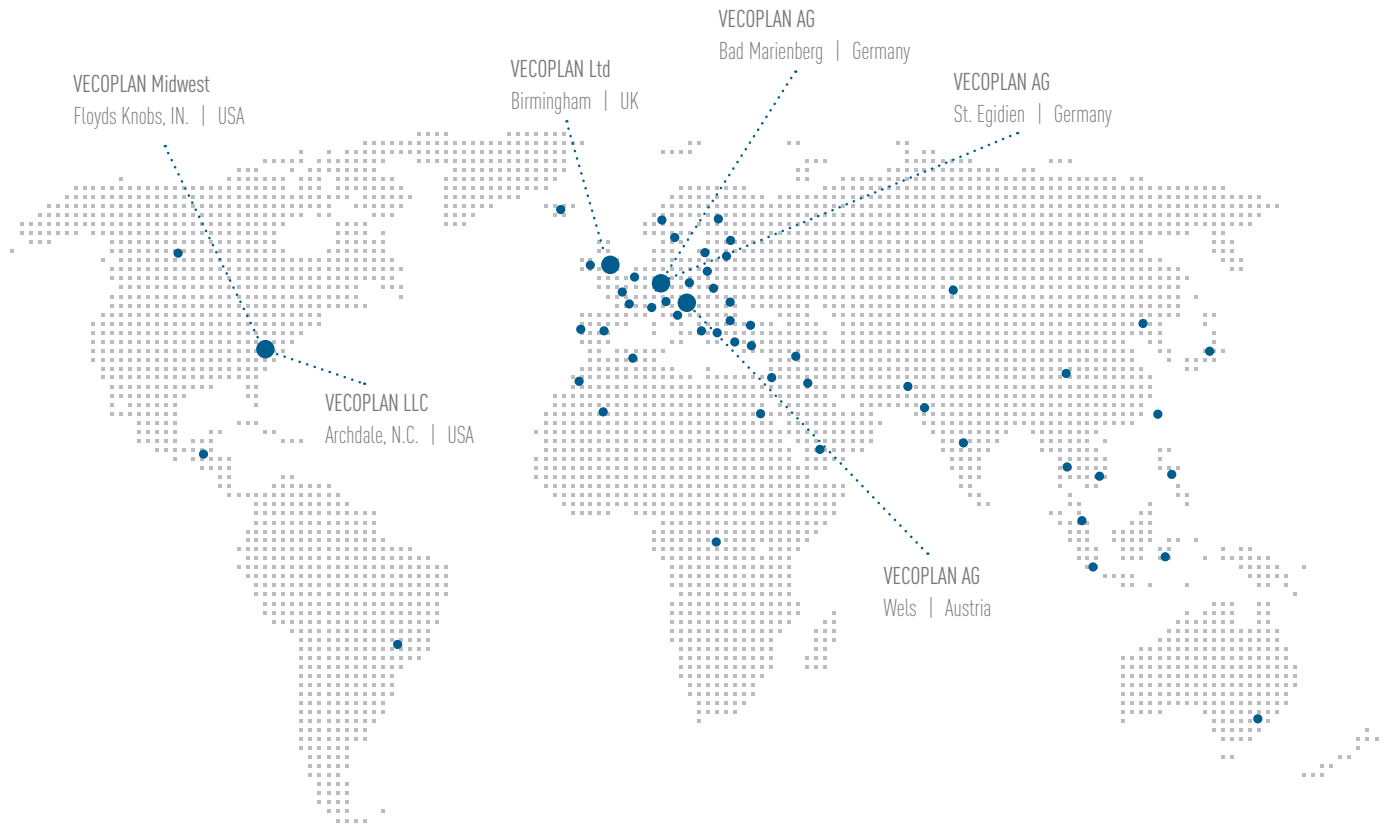 VECOPLAN AG
Bad Marienberg | Germany
VECOPLAN Ltd
Birmingham | UK
VECOPLAN Midwest
Floyds Knobs, IN. | USA
VECOPLAN AG
St. Egidien | Germany
VECOPLAN LLC
Archdale, N.C. | USA
VECOPLAN AG
Wels | Austria